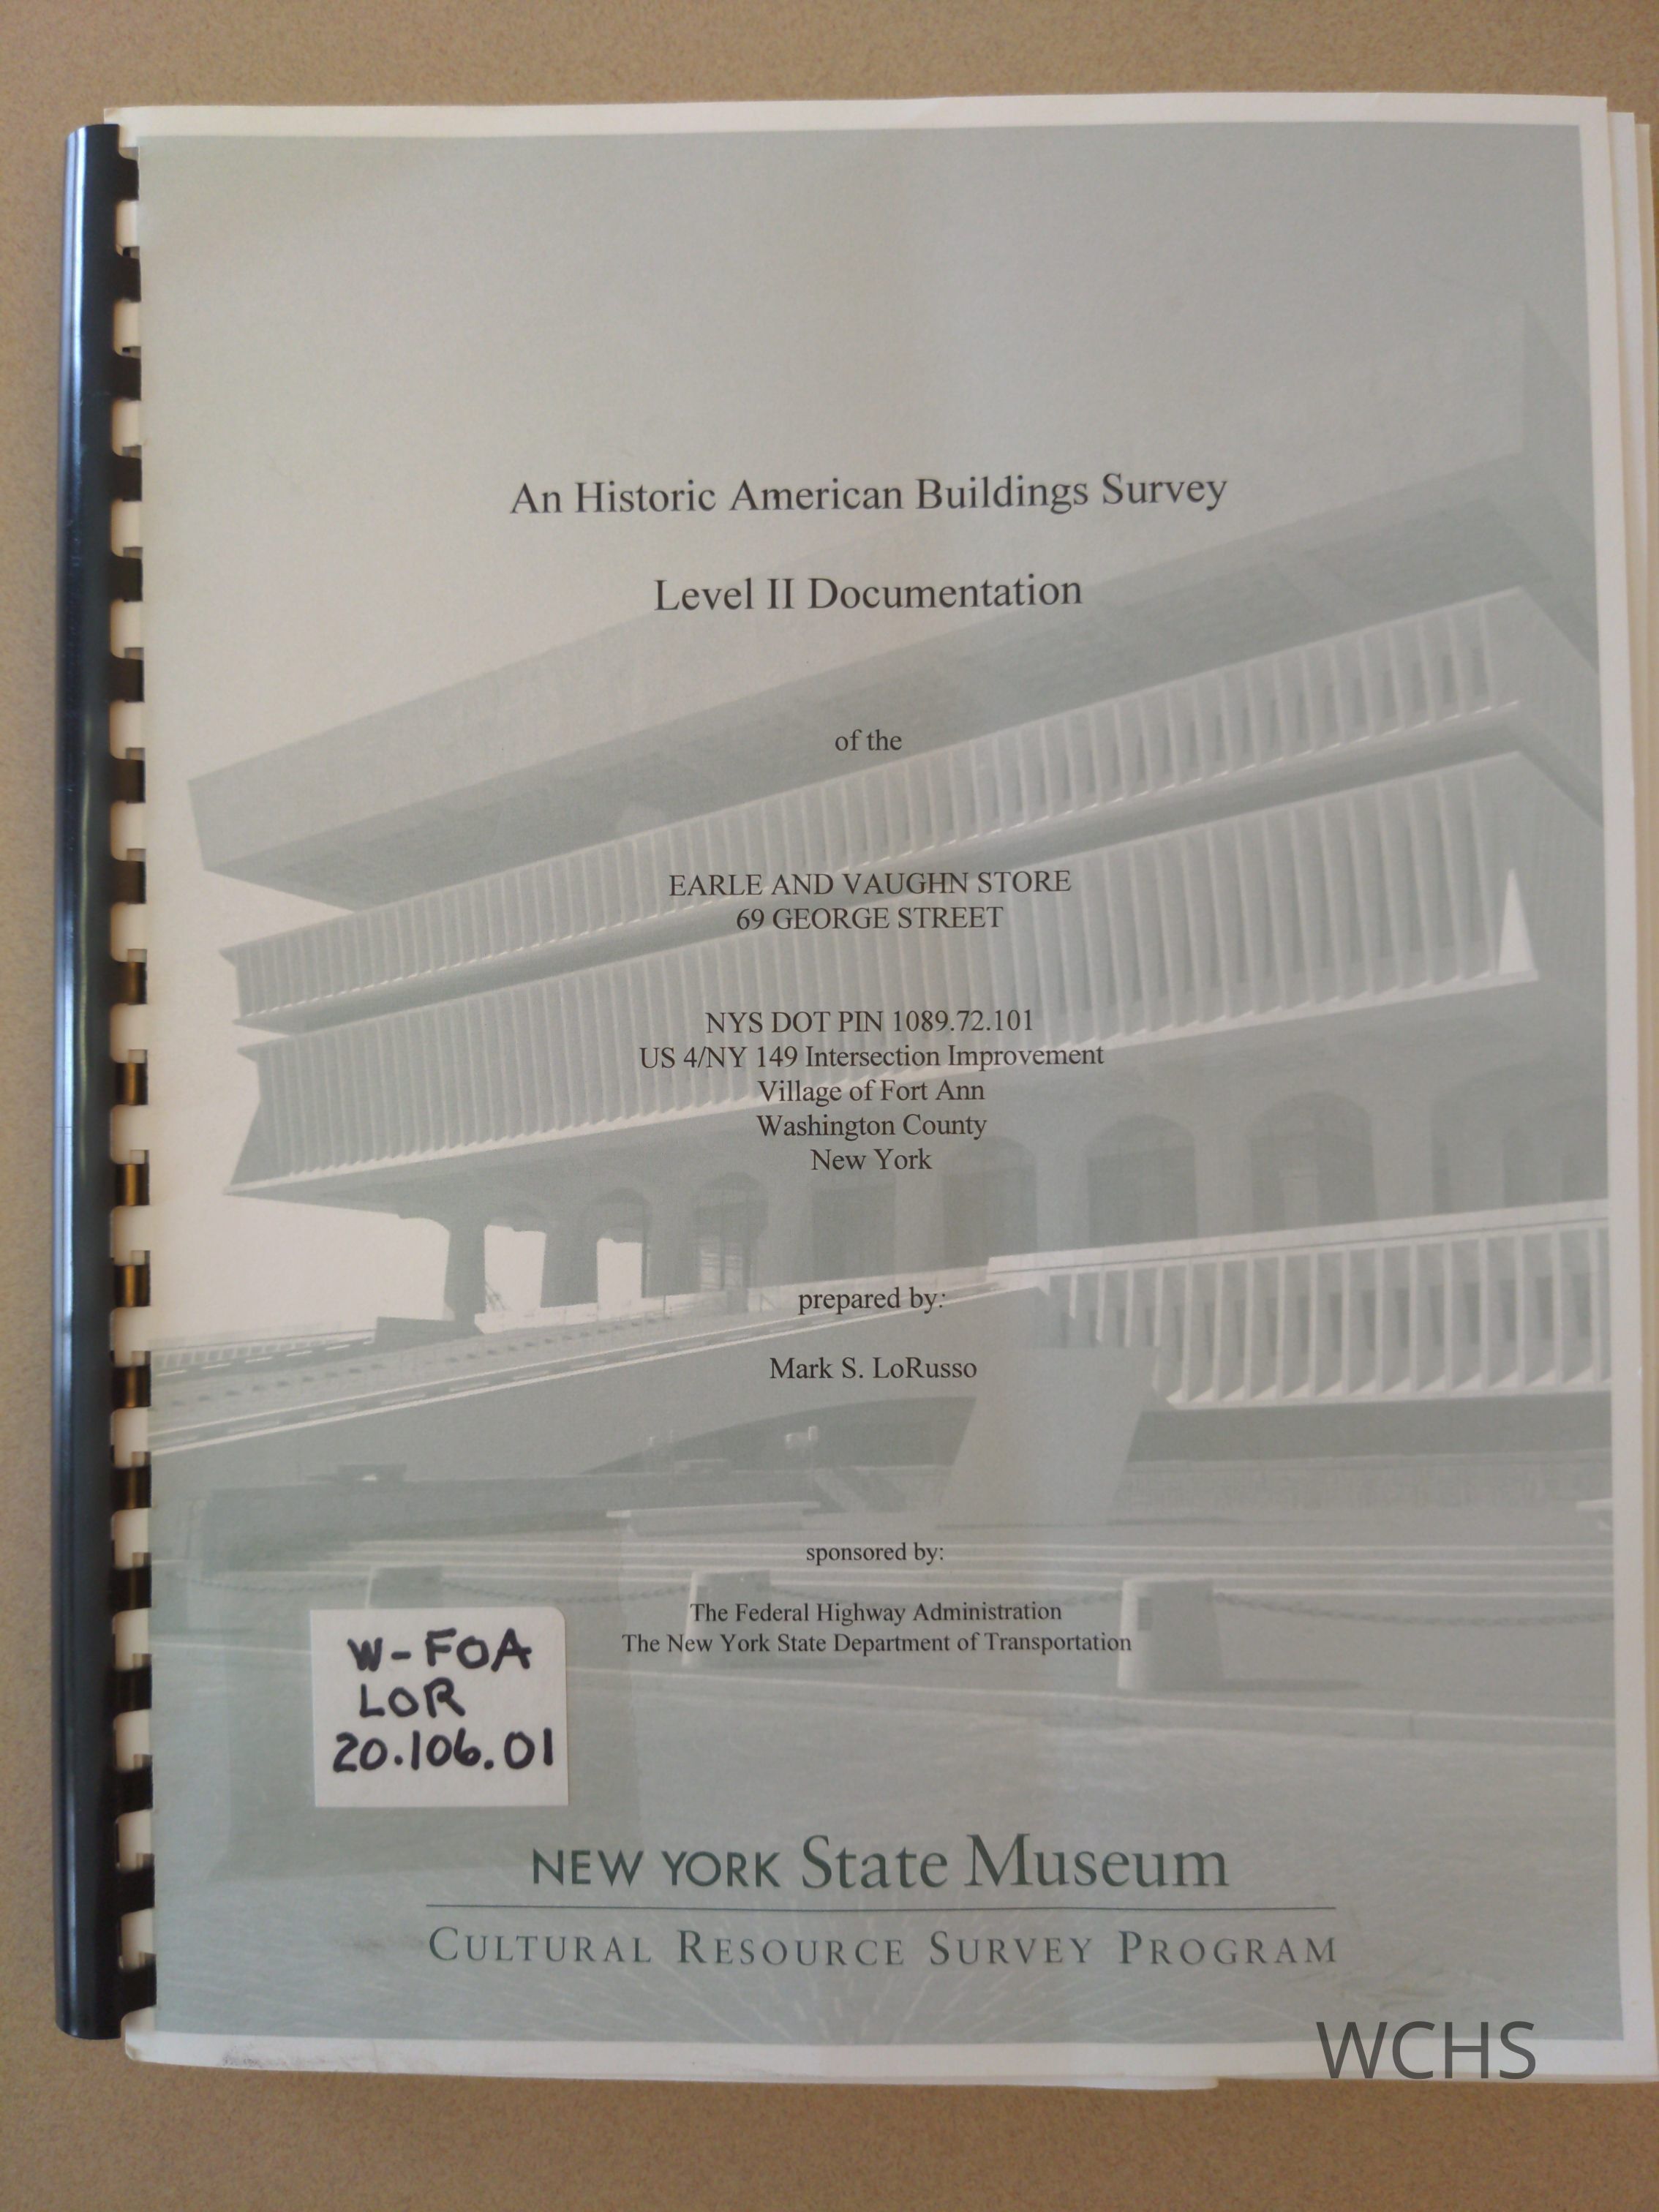 An Historic American Buildings Survey
Level II Documentation
of the
EARLE AND VAUGHN STORE
69 GEORGE STREET
NYS DOT PIN 1089.72.101
US 4/NY 149 Intersection Improvement
Village of Fort Ann
Washington County
New York
prepared by:
Mark S. LoRusso
sponsored by:
The Federal Highway Administration
The New York State Department of Transportation
W-FOA
LOR
20.106.01
NEW YORK State Museum
CULTURAL RESOURCE SURVEY PROGRAM
WCHS